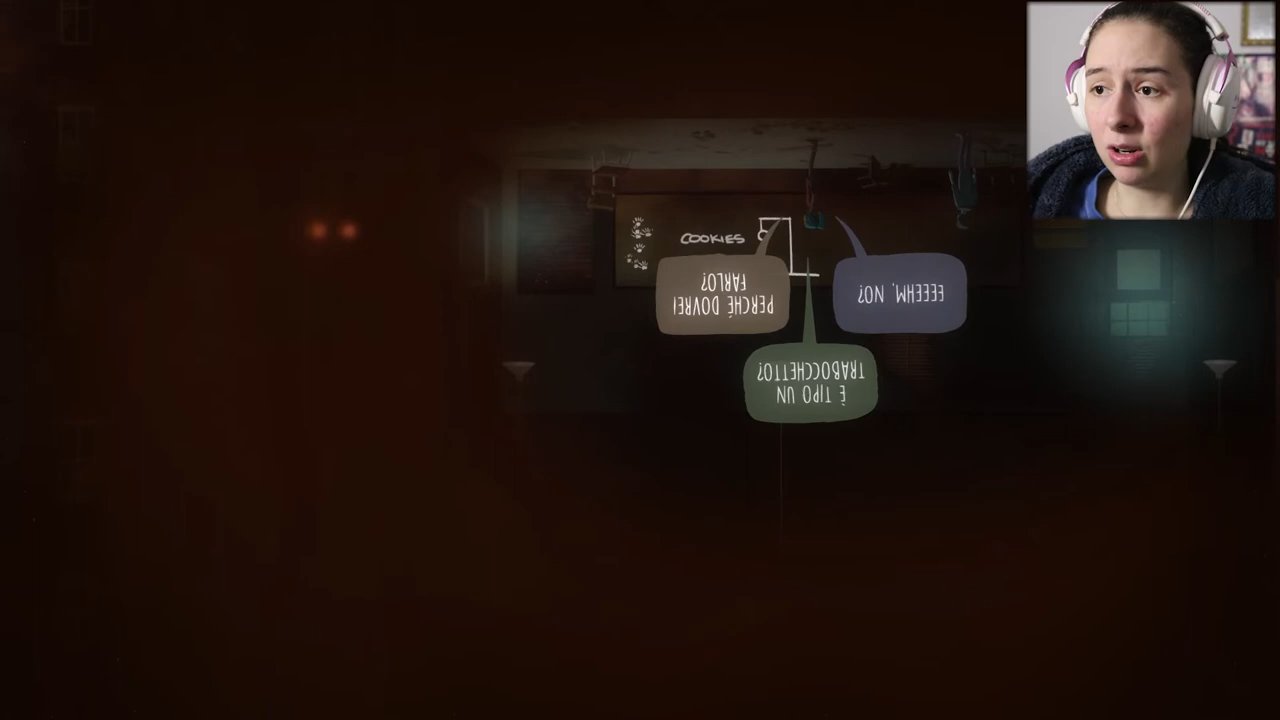 COOKIES
PERCHÉ DOVREI
FARLO?
EEEEHM, NO?
È TIPO UN
TRABOCCHETTO?